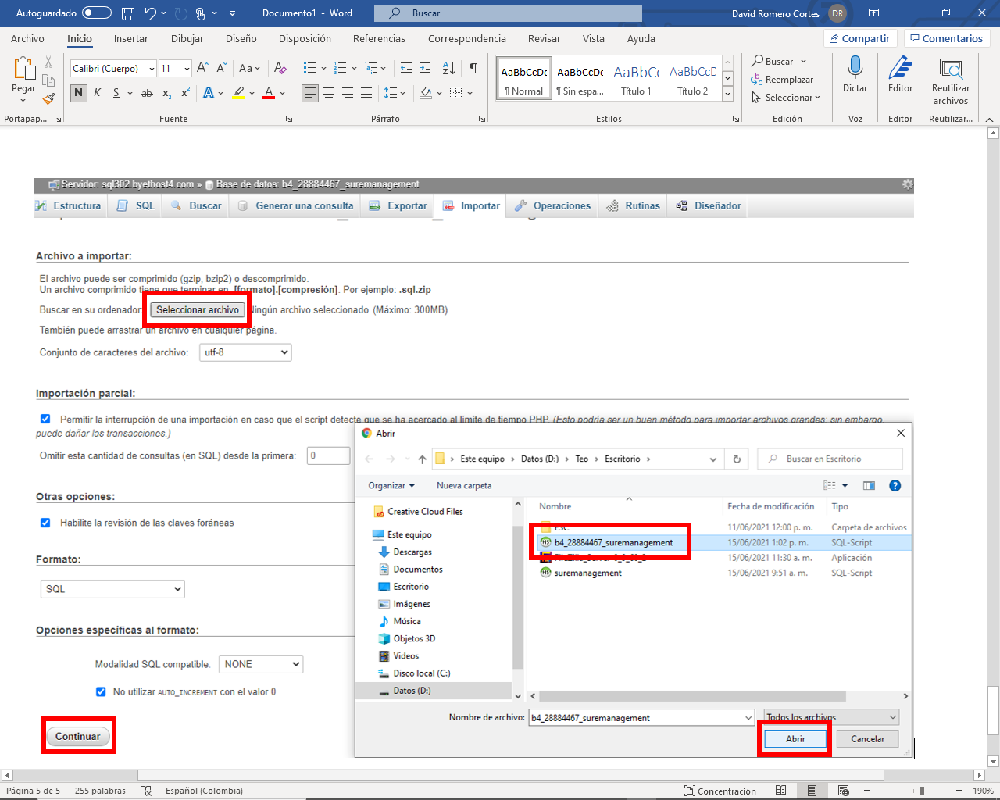 Autoguardado
Documento1 - Word
Buscar
David Romero Cortes
DR
Archivo
Inicio
Insertar
Dibujar
Diseño
Disposición
Referencias
Correspondencia
Revisar
Vista
Ayuda
Compartir
Comentarios
Pegar
Portapap...
Calibri (Cuerpo)
11
N K S ab x₂ x²
Fuente
Párrafo
AaBbCcDc
¶ Normal
AaBbCcDc
¶ Sin espa...
AaBbCc
Título 1
AaBbCcC
Título 2
Estilos
Buscar
Reemplazar
Seleccionar
Edición
Dictar
Voz
Editor
Editor
Reutilizar
archivos
Reutilizar...
Servidor: sql302.byethost4.com » Base de datos: b4_28884467_suremanagement
Estructura
SQL
Buscar
Generar una consulta
Exportar
Importar
Operaciones
Rutinas
Diseñador
Archivo a importar:
El archivo puede ser comprimido (gzip, bzip2) o descomprimido.
Un archivo comprimido tiene que terminar en .[formato].[compresión]. Por ejemplo: .sql.zip
Buscar en su ordenador: Seleccionar archivo Ningún archivo seleccionado (Máximo: 300MB)
También puede arrastrar un archivo en cualquier página.
Conjunto de caracteres del archivo: utf-8
Importación parcial:
Permitir la interrupción de una importación en caso que el script detecte que se ha acercado al límite de tiempo PHP. (Esto podría ser un buen método para importar archivos grandes; sin embargo,
puede dañar las transacciones.)
Omitir esta cantidad de consultas (en SQL) desde la primera: 0
Otras opciones:
Habilite la revisión de las claves foráneas
Formato:
SQL
Opciones específicas al formato:
Modalidad SQL compatible: NONE
No utilizar AUTO_INCREMENT con el valor 0
Continuar
Abrir
Este equipo > Datos (D:) > Teo > Escritorio >
Buscar en Escritorio
Organizar
Nueva carpeta
Creative Cloud Files
Este equipo
Descargas
Documentos
Escritorio
Imágenes
Música
Objetos 3D
Videos
Disco local (C:)
Datos (D:)
Nombre
Fecha de modificación
Tipo
ESC 11/06/2021 12:00 p. m. Carpeta de archivos
b4_28884467_suremanagement 15/06/2021 1:02 p. m. SQL-Script
FileZilla_Server-0_9_60_2 15/06/2021 11:30 a. m. Aplicación
suremanagement 15/06/2021 9:51 a. m. SQL-Script
Nombre de archivo: b4_28884467_suremanagement
Todos los archivos
Abrir
Cancelar
Página 5 de 5
255 palabras
Español (Colombia)
Concentración
190%